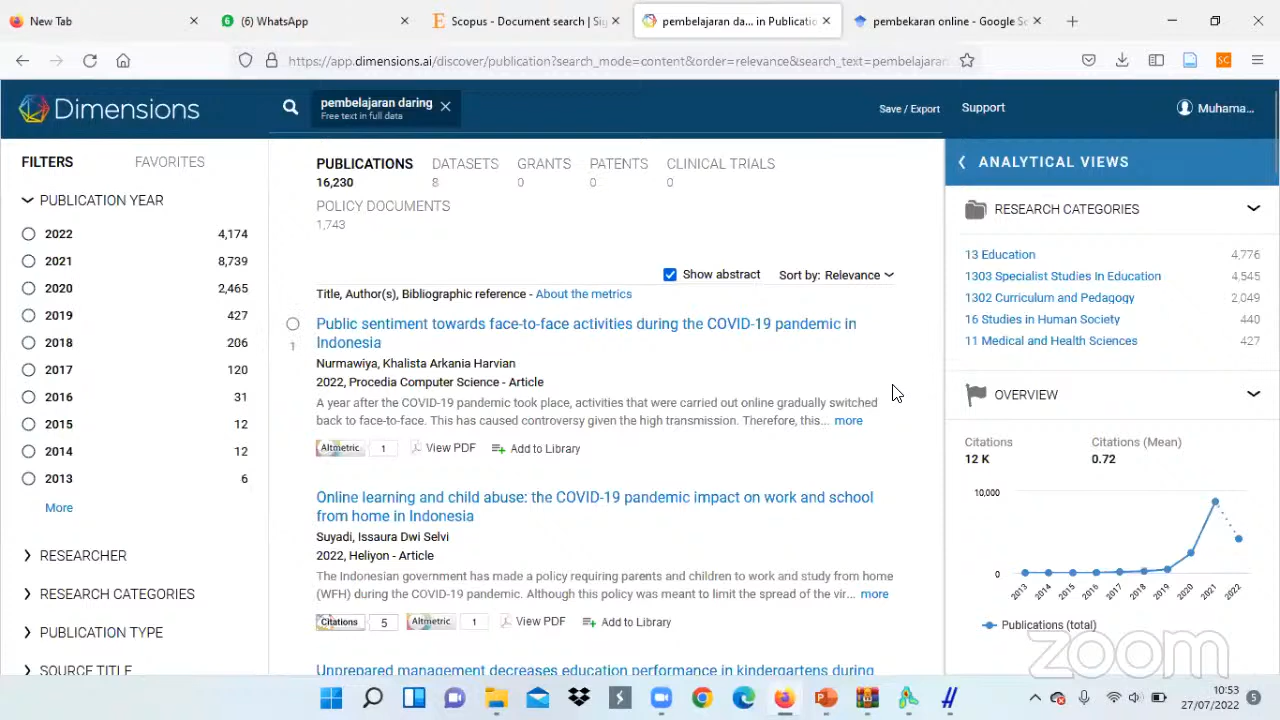 New Tab
(6) WhatsApp
Scopus - Document search | Sig
pembelajaran da... in Publicatio
pembekaran online - Google Sc
https://app.dimensions.ai/discover/publication?search_mode=content&order=relevance&search_text=pembelajaran
Dimensions
pembelajaran daring
Free text in full data
Save / Export
Support
Muhama...
FILTERS
FAVORITES
PUBLICATION YEAR
2022 4,174
2021 8,739
2020 2,465
2019 427
2018 206
2017 120
2016 31
2015 12
2014 12
2013 6
More
RESEARCHER
RESEARCH CATEGORIES
PUBLICATION TYPE
SOURCE TITLE
PUBLICATIONS DATASETS GRANTS PATENTS CLINICAL TRIALS
16,230 8 0 0 0
POLICY DOCUMENTS
1,743
Show abstract Sort by: Relevance
Title, Author(s), Bibliographic reference - About the metrics
Public sentiment towards face-to-face activities during the COVID-19 pandemic in
Indonesia
1
Nurmawiya, Khalista Arkania Harvian
2022, Procedia Computer Science - Article
A year after the COVID-19 pandemic took place, activities that were carried out online gradually switched
back to face-to-face. This has caused controversy given the high transmission. Therefore, this... more
Altmetric 1 View PDF Add to Library
Online learning and child abuse: the COVID-19 pandemic impact on work and school
from home in Indonesia
Suyadi, Issaura Dwi Selvi
2022, Heliyon - Article
The Indonesian government has made a policy requiring parents and children to work and study from home
(WFH) during the COVID-19 pandemic. Although this policy was meant to limit the spread of the vir... more
Citations 5 Altmetric 1 View PDF Add to Library
Unprepared management decreases education performance in kindergartens during
ANALYTICAL VIEWS
RESEARCH CATEGORIES
13 Education 4,776
1303 Specialist Studies In Education 4,545
1302 Curriculum and Pedagogy 2,049
16 Studies in Human Society 440
11 Medical and Health Sciences 427
OVERVIEW
Citations Citations (Mean)
12 K 0.72
10,000
0
2013 2014 2015 2016 2017 2018 2019 2020 2021 2022
Publications (total)
zoom
10:53
27/07/2022
5